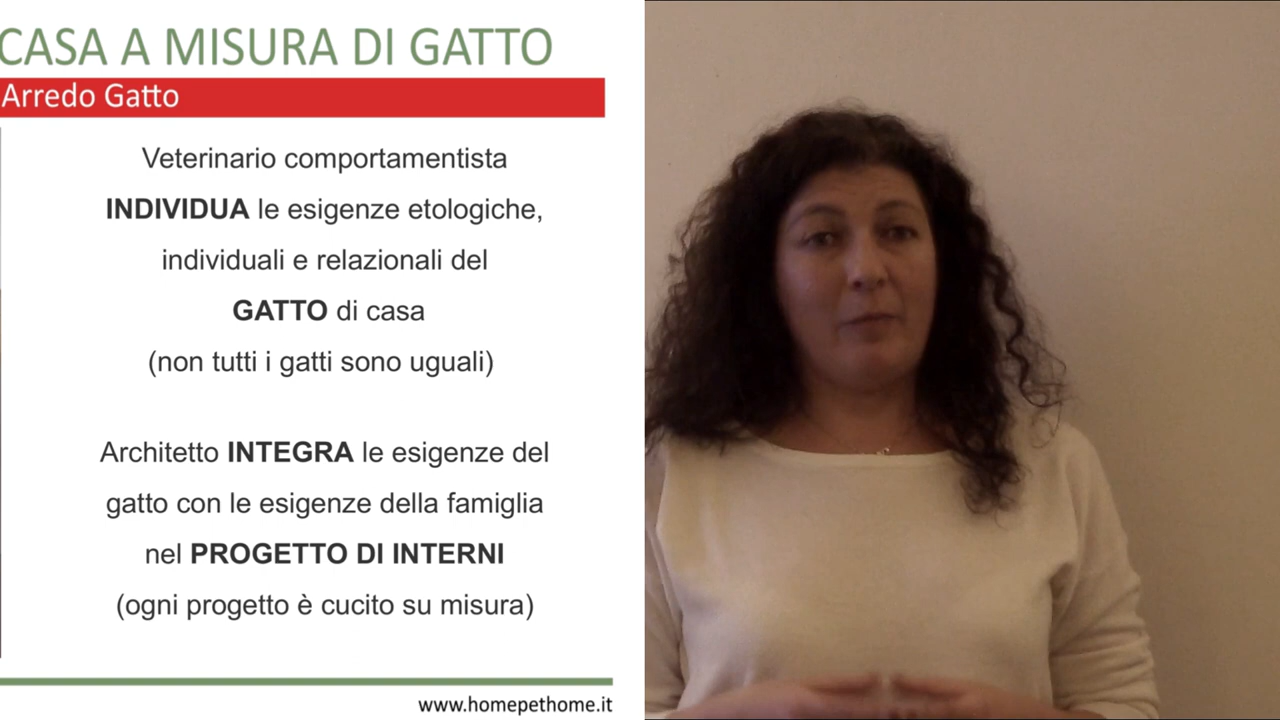 CASA A MISURA DI GATTO
Arredo Gatto
Veterinario comportamentista
INDIVIDUA le esigenze etologiche,
individuali e relazionali del
GATTO di casa
(non tutti i gatti sono uguali)
Architetto INTEGRA le esigenze del
gatto con le esigenze della famiglia
nel PROGETTO DI INTERNI
(ogni progetto è cucito su misura)
www.homepethome.it